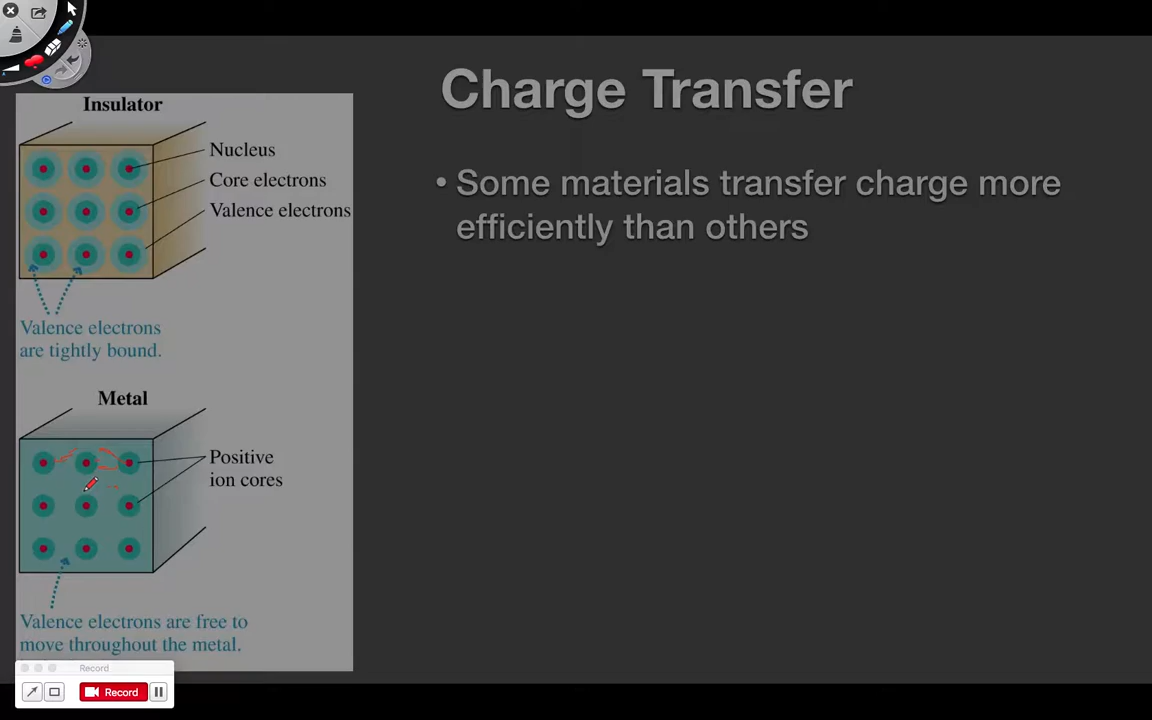 Charge Transfer
• Some materials transfer charge more
efficiently than others
Insulator
Nucleus
Core electrons
Valence electrons
Valence electrons
are tightly bound.
Metal
Positive
ion cores
Valence electrons are free to
move throughout the metal.
Record
Record